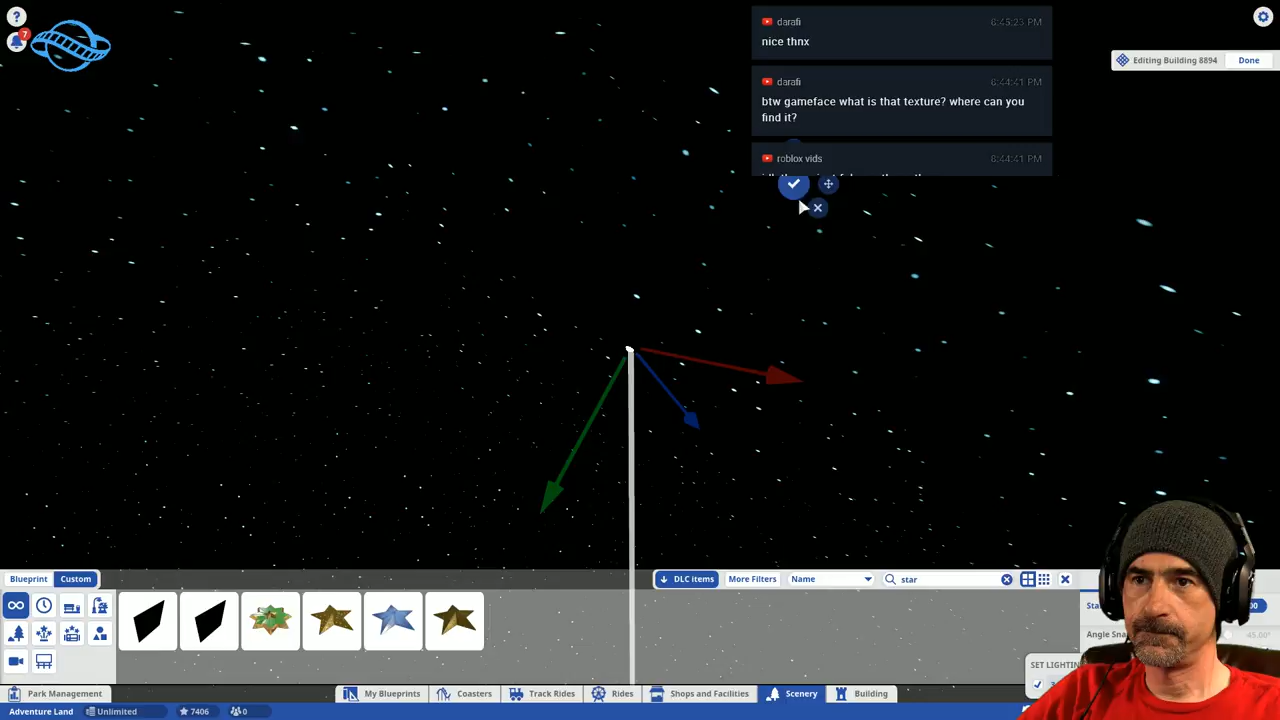 ?
7
darafi 6:45:23 PM
nice thnx
darafi 6:44:41 PM
btw gameface what is that texture? where can you
find it?
roblox vids 6:44:41 PM
Editing Building 8894 Done
Blueprint Custom
DLC items More Filters Name star
Angle Snap 45.00°
SET LIGHTIN
Park Management My Blueprints Coasters Track Rides Rides Shops and Facilities Scenery Building
Adventure Land Unlimited 7406 0